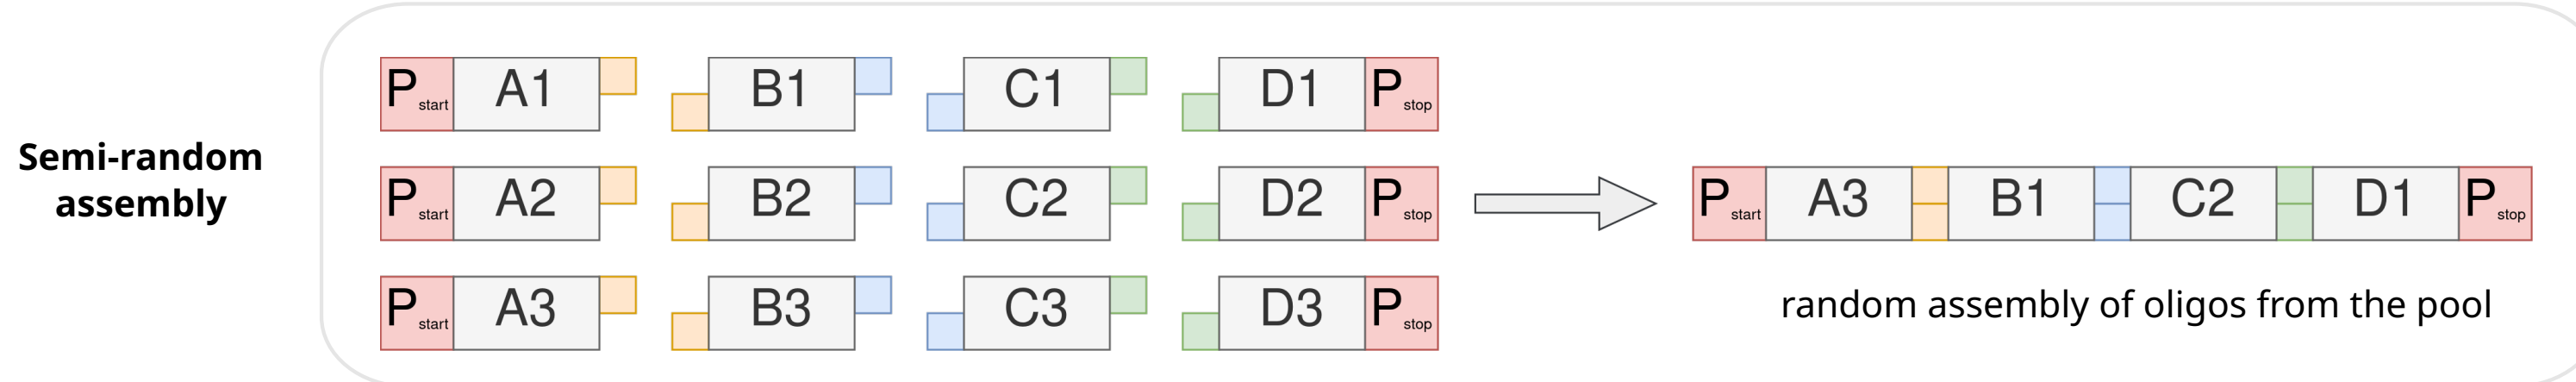 Semi-random
assembly
P start A1 B1 C1 D1 P stop
P start A2 B2 C2 D2 P stop
P start A3 B3 C3 D3 P stop
P start A3 B1 C2 D1 P stop
random assembly of oligos from the pool